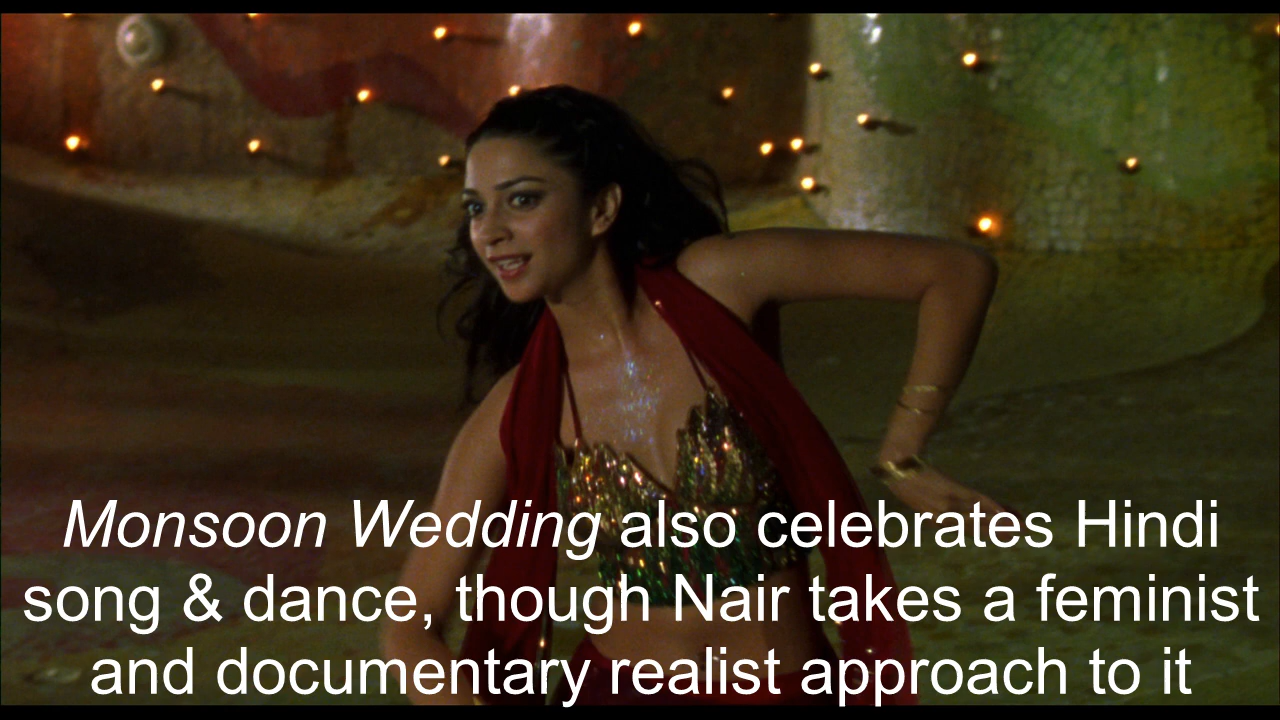 Monsoon Wedding also celebrates Hindi
song & dance, though Nair takes a feminist
and documentary realist approach to it